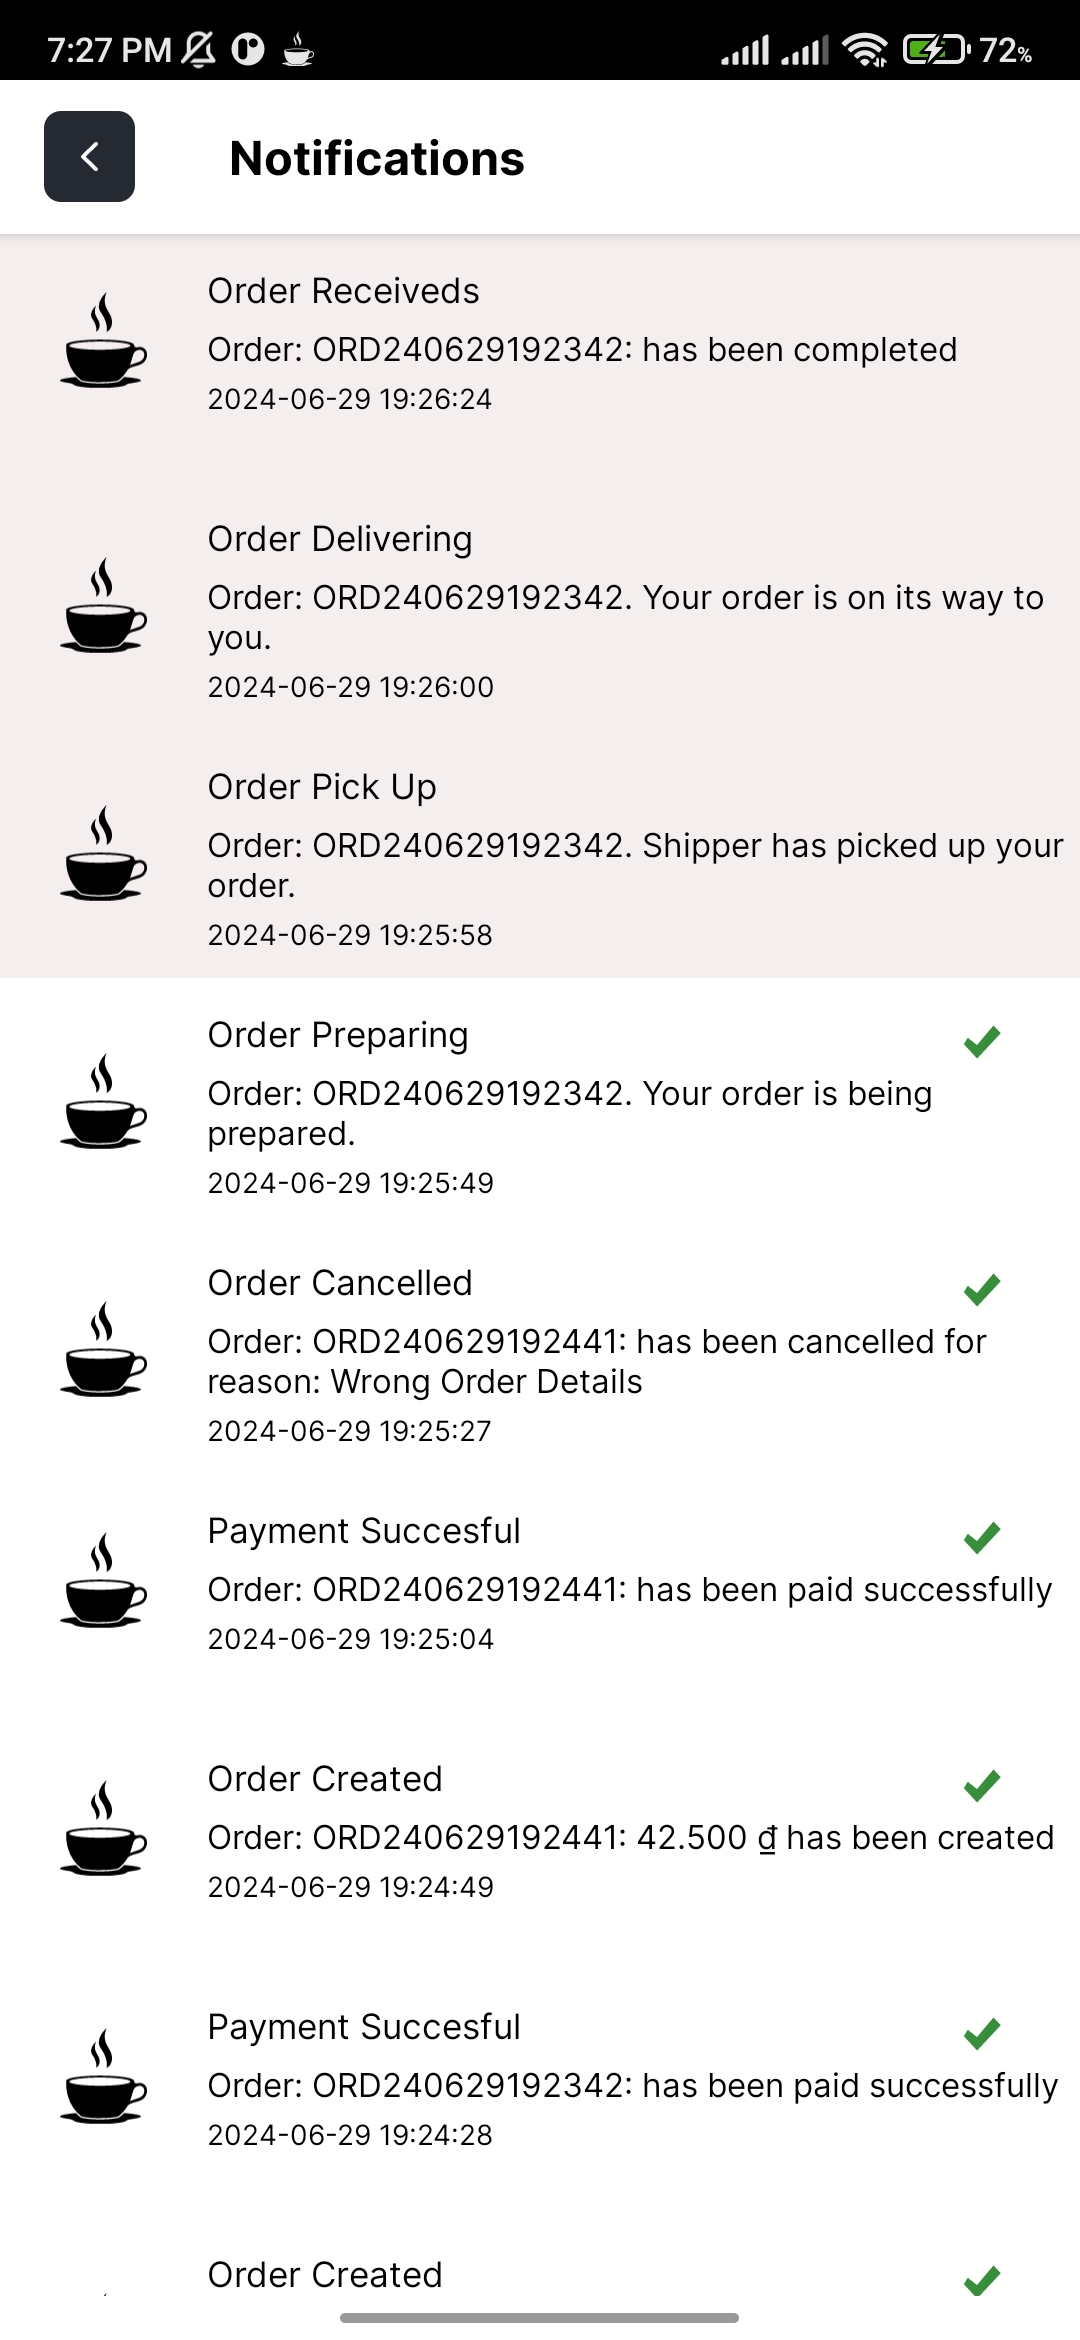 7:27 PM
72%
Notifications
Order Receiveds
Order: ORD240629192342: has been completed
2024-06-29 19:26:24
Order Delivering
Order: ORD240629192342. Your order is on its way to
you.
2024-06-29 19:26:00
Order Pick Up
Order: ORD240629192342. Shipper has picked up your
order.
2024-06-29 19:25:58
Order Preparing
Order: ORD240629192342. Your order is being
prepared.
2024-06-29 19:25:49
Order Cancelled
Order: ORD240629192441: has been cancelled for
reason: Wrong Order Details
2024-06-29 19:25:27
Payment Succesful
Order: ORD240629192441: has been paid successfully
2024-06-29 19:25:04
Order Created
Order: ORD240629192441: 42.500 ₫ has been created
2024-06-29 19:24:49
Payment Succesful
Order: ORD240629192342: has been paid successfully
2024-06-29 19:24:28
Order Created